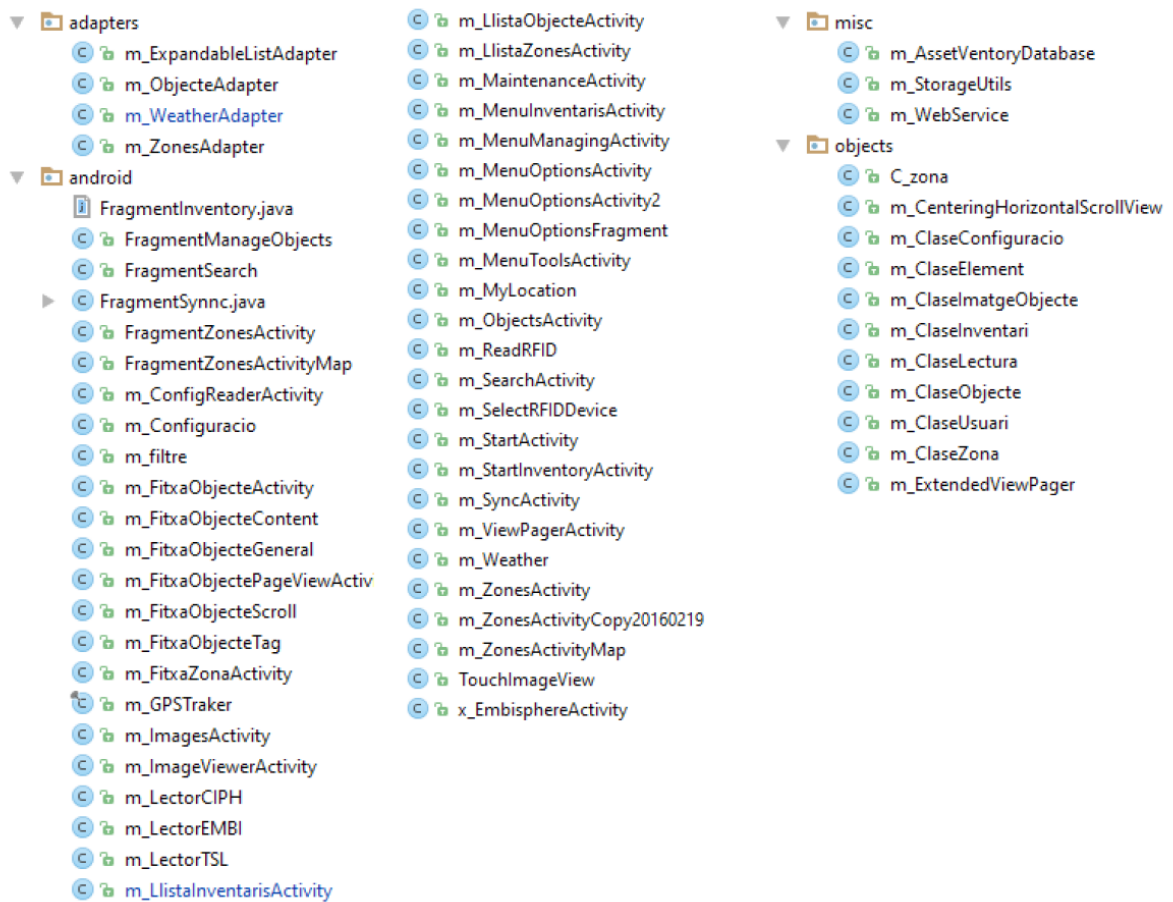 adapters
m_ExpandableListAdapter
m_ObjecteAdapter
m_WeatherAdapter
m_ZonesAdapter
android
FragmentInventory.java
FragmentManageObjects
FragmentSearch
FragmentSynnc.java
FragmentZonesActivity
FragmentZonesActivityMap
m_ConfigReaderActivity
m_Configuracio
m_filtre
m_FitxaObjecteActivity
m_FitxaObjecteContent
m_FitxaObjecteGeneral
m_FitxaObjectePageViewActiv
m_FitxaObjecteScroll
m_FitxaObjecteTag
m_FitxaZonaActivity
m_GPSTraker
m_ImagesActivity
m_ImageViewerActivity
m_LectorCIPH
m_LectorEMBI
m_LectorTSL
m_LlistaInventarisActivity
m_LlistaObjecteActivity
m_LlistaZonesActivity
m_MaintenanceActivity
m_MenuInventarisActivity
m_MenuManagingActivity
m_MenuOptionsActivity
m_MenuOptionsActivity2
m_MenuOptionsFragment
m_MenuToolsActivity
m_MyLocation
m_ObjectsActivity
m_ReadRFID
m_SearchActivity
m_SelectRFIDDevice
m_StartActivity
m_StartInventoryActivity
m_SyncActivity
m_ViewPagerActivity
m_Weather
m_ZonesActivity
m_ZonesActivityCopy20160219
m_ZonesActivityMap
TouchImageView
x_EmbisphereActivity
misc
m_AssetVentoryDatabase
m_StorageUtils
m_WebService
objects
C_zona
m_CenteringHorizontalScrollView
m_ClaseConfiguracio
m_ClaseElement
m_ClaseImatgeObjecte
m_ClaseInventari
m_ClaseLectura
m_ClaseObjecte
m_ClaseUsuari
m_ClaseZona
m_ExtendedViewPager